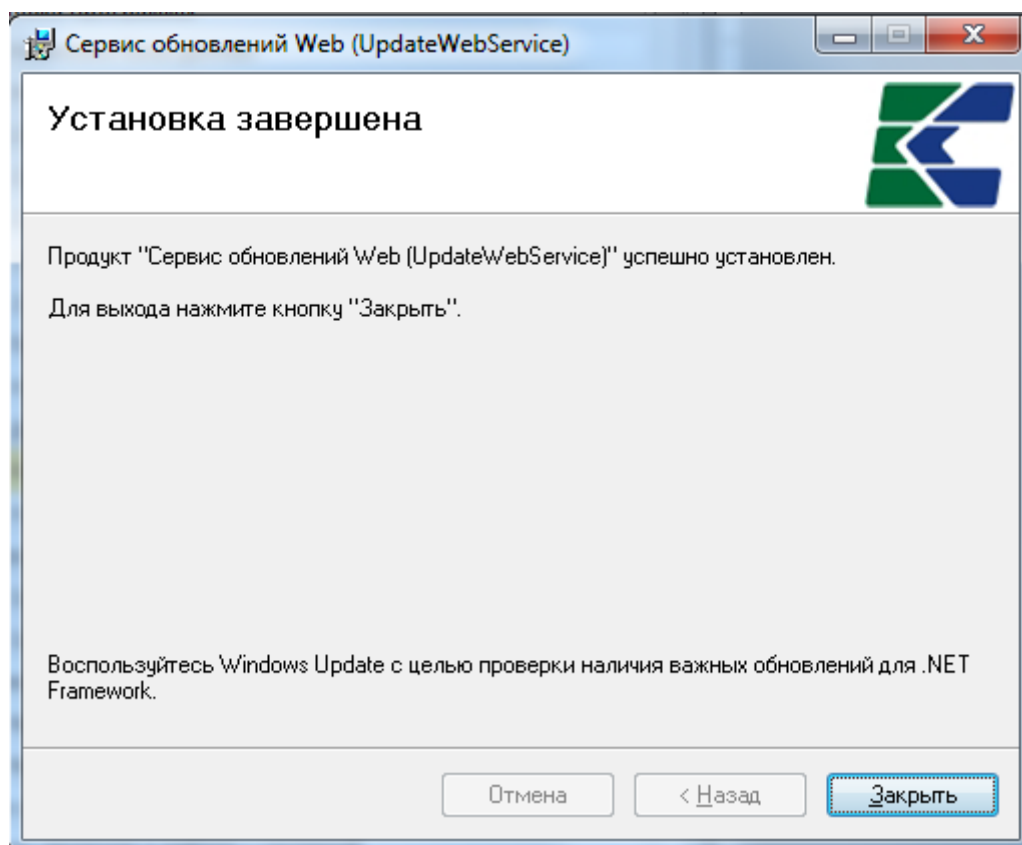 Сервис обновлений Web (UpdateWebService)
Установка завершена
Продукт "Сервис обновлений Web (UpdateWebService)" успешно установлен.
Для выхода нажмите кнопку "Закрыть".
Воспользуйтесь Windows Update с целью проверки наличия важных обновлений для .NET
Framework.
Отмена
< Назад
Закрыть